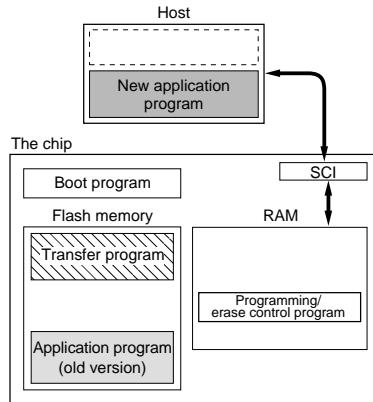 Host
New application
program
The chip
SCI
Boot program
Flash memory
RAM
Transfer program
Programming/
erase control program
Application program
(old version)